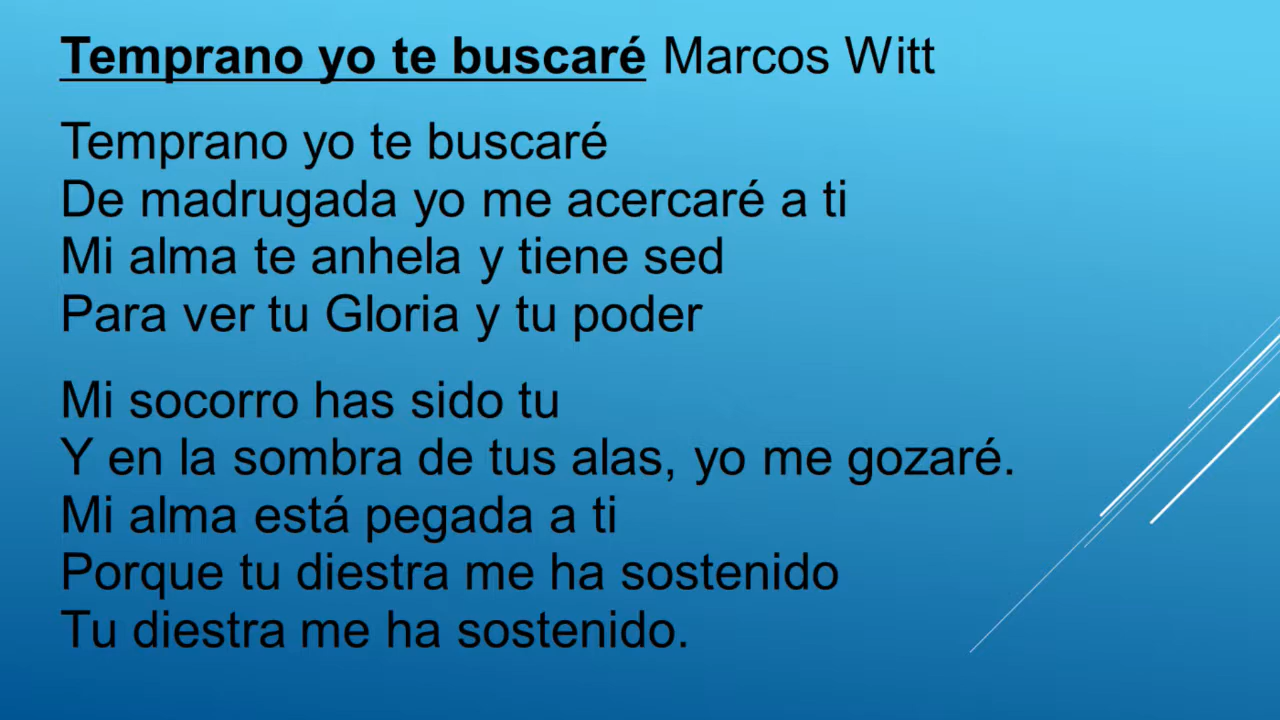 Temprano yo te buscaré Marcos Witt
Temprano yo te buscaré
De madrugada yo me acercaré a ti
Mi alma te anhela y tiene sed
Para ver tu Gloria y tu poder
Mi socorro has sido tu
Y en la sombra de tus alas, yo me gozaré.
Mi alma está pegada a ti
Porque tu diestra me ha sostenido
Tu diestra me ha sostenido.